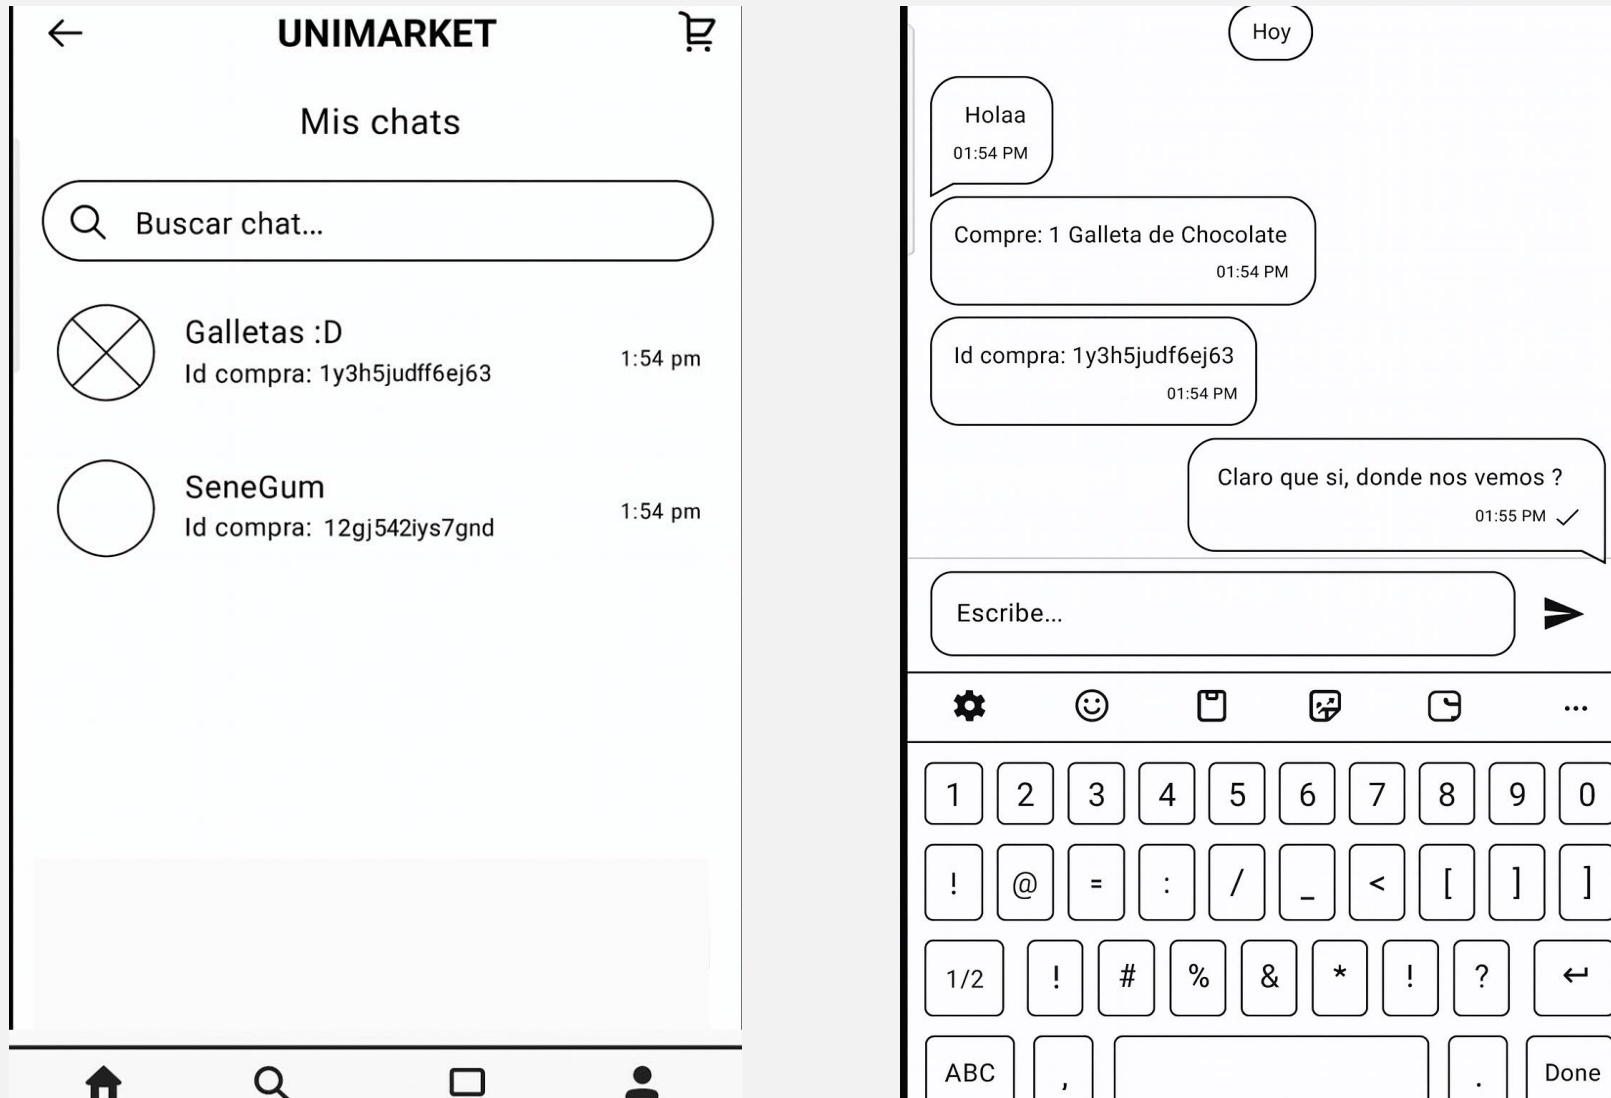 UNIMARKET
Mis chats
Buscar chat...
Galletas :D
Id compra: 1y3h5judff6ej63
1:54 pm
SeneGum
Id compra: 12gj542iys7gnd
1:54 pm
Hoy
Holaa
01:54 PM
Compre: 1 Galleta de Chocolate
01:54 PM
Id compra: 1y3h5judf6ej63
01:54 PM
Claro que si, donde nos vemos ?
01:55 PM
Escribe...
1 2 3 4 5 6 7 8 9 0
! @ = : / _ < [ ] ]
1/2 ! # % & * ! ?
ABC , . Done